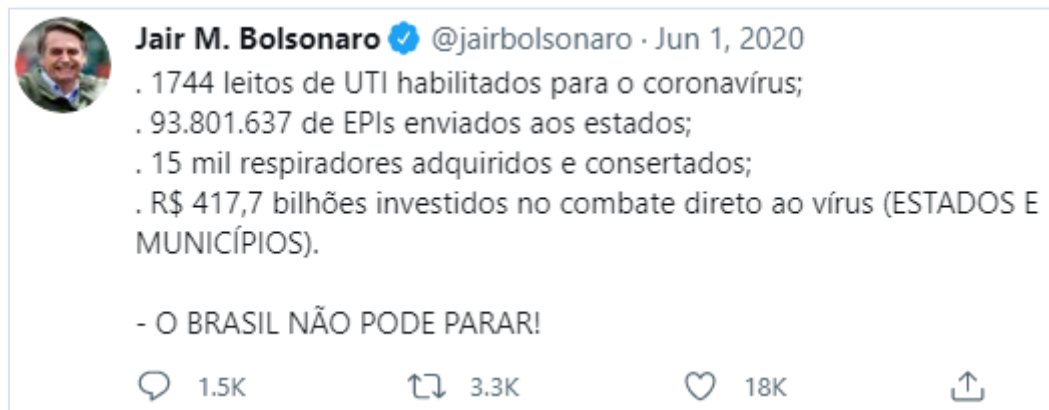 Jair M. Bolsonaro @jairbolsonaro · Jun 1, 2020
. 1744 leitos de UTI habilitados para o coronavírus;
. 93.801.637 de EPIs enviados aos estados;
. 15 mil respiradores adquiridos e consertados;
. R$ 417,7 bilhões investidos no combate direto ao vírus (ESTADOS E
MUNICÍPIOS).
- O BRASIL NÃO PODE PARAR!
1.5K 3.3K 18K